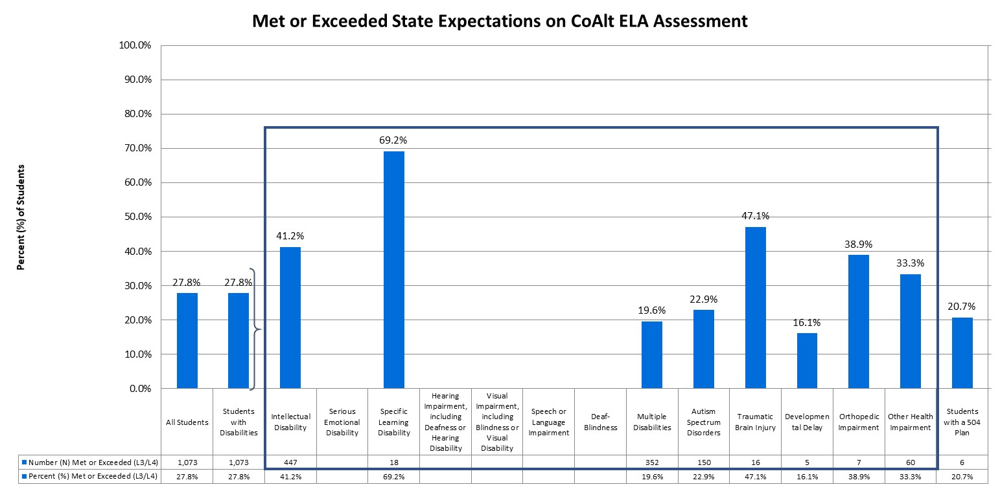 Met or Exceeded State Expectations on CoAlt ELA Assessment
Percent (%) of Students
100.0%
90.0%
80.0%
70.0%
60.0%
50.0%
40.0%
30.0%
20.0%
10.0%
0.0%
27.8%
27.8%
41.2%
69.2%
19.6%
22.9%
47.1%
16.1%
38.9%
33.3%
20.7%
All Students
Students
with
Disabilities
Intellectual
Disability
Serious
Emotional
Disability
Specific
Learning
Disability
Hearing
Impairment,
including
Deafness or
Hearing
Disability
Visual
Impairment,
including
Blindness or
Visual
Disability
Speech or
Language
Impairment
Deaf-
Blindness
Multiple
Disabilities
Autism
Spectrum
Disorders
Traumatic
Brain Injury
Developmen
tal Delay
Orthopedic
Impairment
Other Health
Impairment
Students
with a 504
Plan
Number (N) Met or Exceeded (L3/L4) 1,073 1,073 447 18 352 150 16 5 7 60 6
Percent (%) Met or Exceeded (L3/L4) 27.8% 27.8% 41.2% 69.2% 19.6% 22.9% 47.1% 16.1% 38.9% 33.3% 20.7%